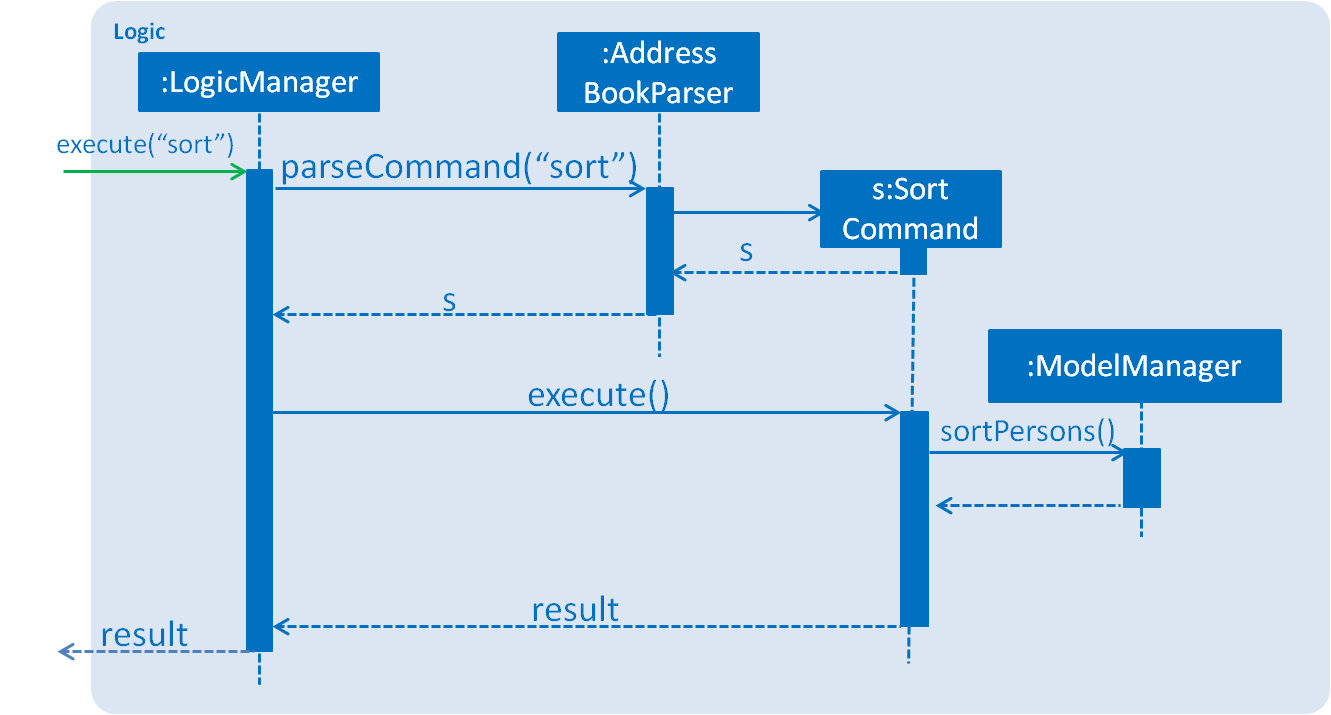 Logic
:LogicManager
:Address
BookParser
execute(“sort”)
parseCommand(“sort”)
s:Sort
Command
s
s
:ModelManager
execute()
sortPersons()
result
result